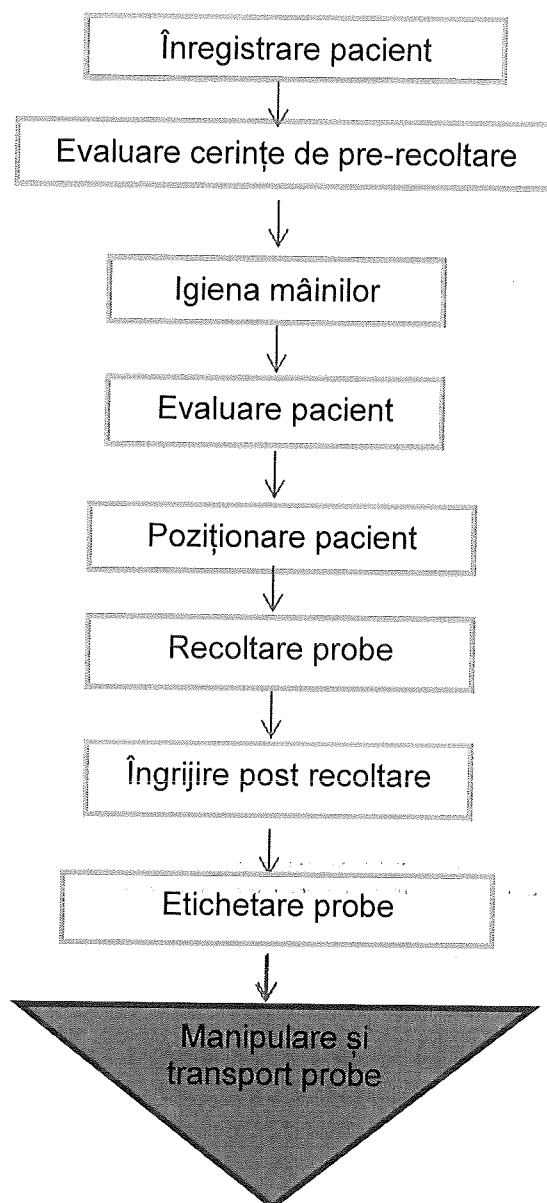 Înregistrare pacient
Evaluare cerințe de pre-recoltare
Igiena mâinilor
Evaluare pacient
Poziționare pacient
Recoltare probe
Îngrijire post recoltare
Etichetare probe
Manipulare și
transport probe